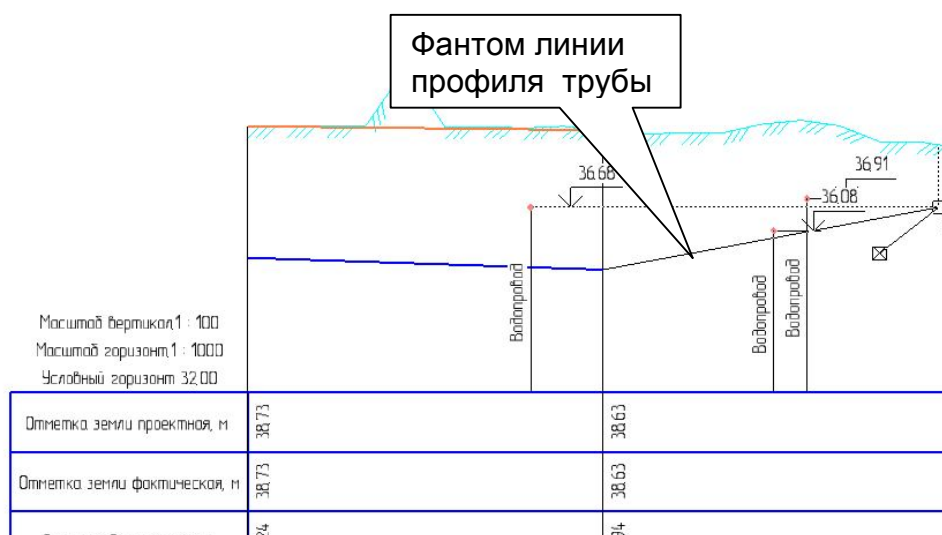 Фантом линии
профиля трубы
36,68
36,91
36,08
Водопровод
Водопровод
Водопровод
Масштаб вертикал,1 : 100
Масштаб горизонт,1 : 1000
Условный горизонт 32,00
Отметка земли проектная, м 38,73 38,63
Отметка земли фактическая, м 38,73 38,63